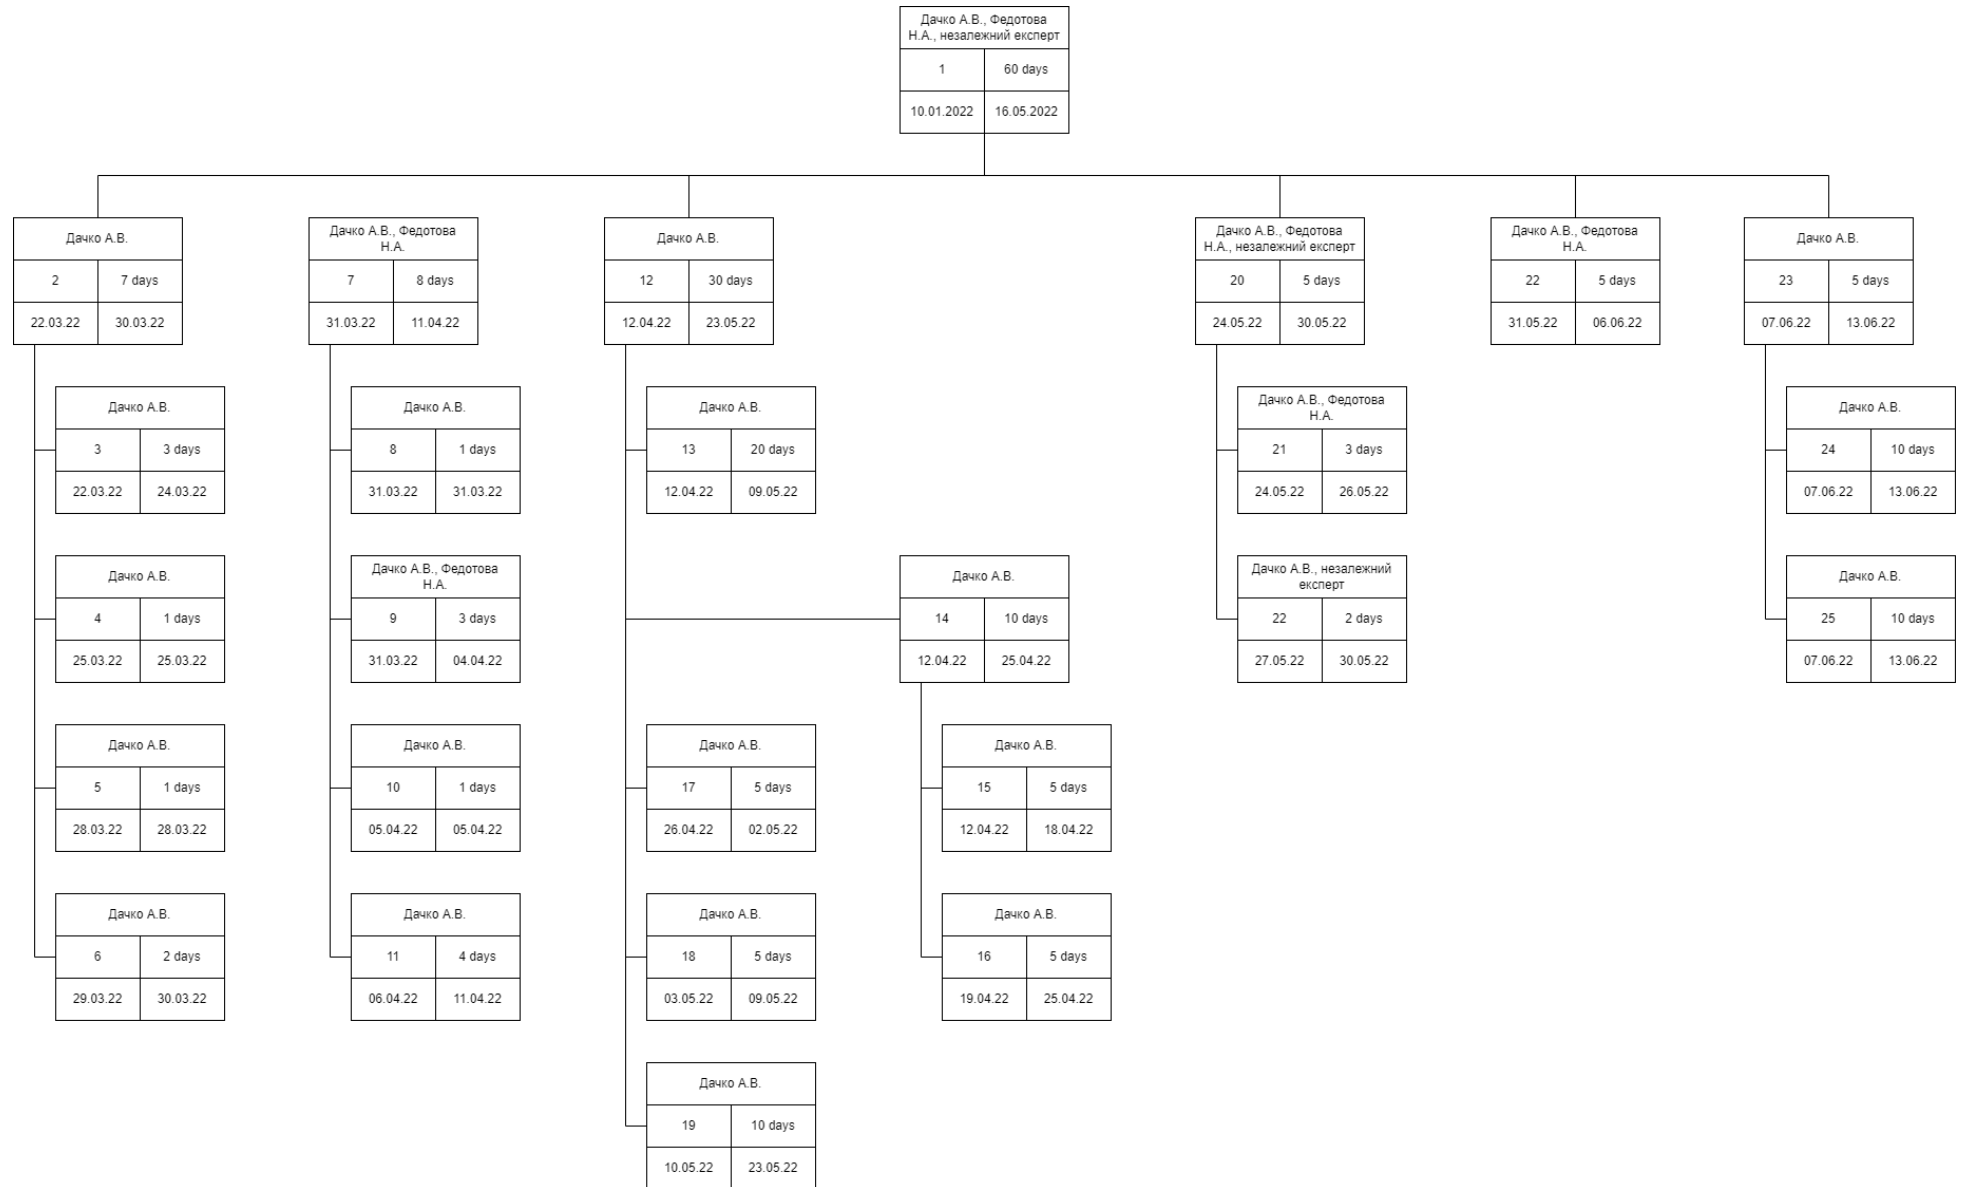 Дачко А.В., Федотова
Н.А., незалежний експерт
1 60 days
10.01.2022 16.05.2022
Дачко А.В.
2 7 days
22.03.22 30.03.22
Дачко А.В.
3 3 days
22.03.22 24.03.22
Дачко А.В.
4 1 days
25.03.22 25.03.22
Дачко А.В.
5 1 days
28.03.22 28.03.22
Дачко А.В.
6 2 days
29.03.22 30.03.22
Дачко А.В., Федотова
Н.А.
7 8 days
31.03.22 11.04.22
Дачко А.В.
8 1 days
31.03.22 31.03.22
Дачко А.В., Федотова
Н.А.
9 3 days
31.03.22 04.04.22
Дачко А.В.
10 1 days
05.04.22 05.04.22
Дачко А.В.
11 4 days
06.04.22 11.04.22
Дачко А.В.
12 30 days
12.04.22 23.05.22
Дачко А.В.
13 20 days
12.04.22 09.05.22
Дачко А.В.
14 10 days
12.04.22 25.04.22
Дачко А.В.
15 5 days
12.04.22 18.04.22
Дачко А.В.
16 5 days
19.04.22 25.04.22
Дачко А.В.
17 5 days
26.04.22 02.05.22
Дачко А.В.
18 5 days
03.05.22 09.05.22
Дачко А.В.
19 10 days
10.05.22 23.05.22
Дачко А.В., Федотова
Н.А., незалежний експерт
20 5 days
24.05.22 30.05.22
Дачко А.В., Федотова
Н.А.
21 3 days
24.05.22 26.05.22
Дачко А.В., незалежний
експерт
22 2 days
27.05.22 30.05.22
Дачко А.В., Федотова
Н.А.
22 5 days
31.05.22 06.06.22
Дачко А.В.
23 5 days
07.06.22 13.06.22
Дачко А.В.
24 10 days
07.06.22 13.06.22
Дачко А.В.
25 10 days
07.06.22 13.06.22